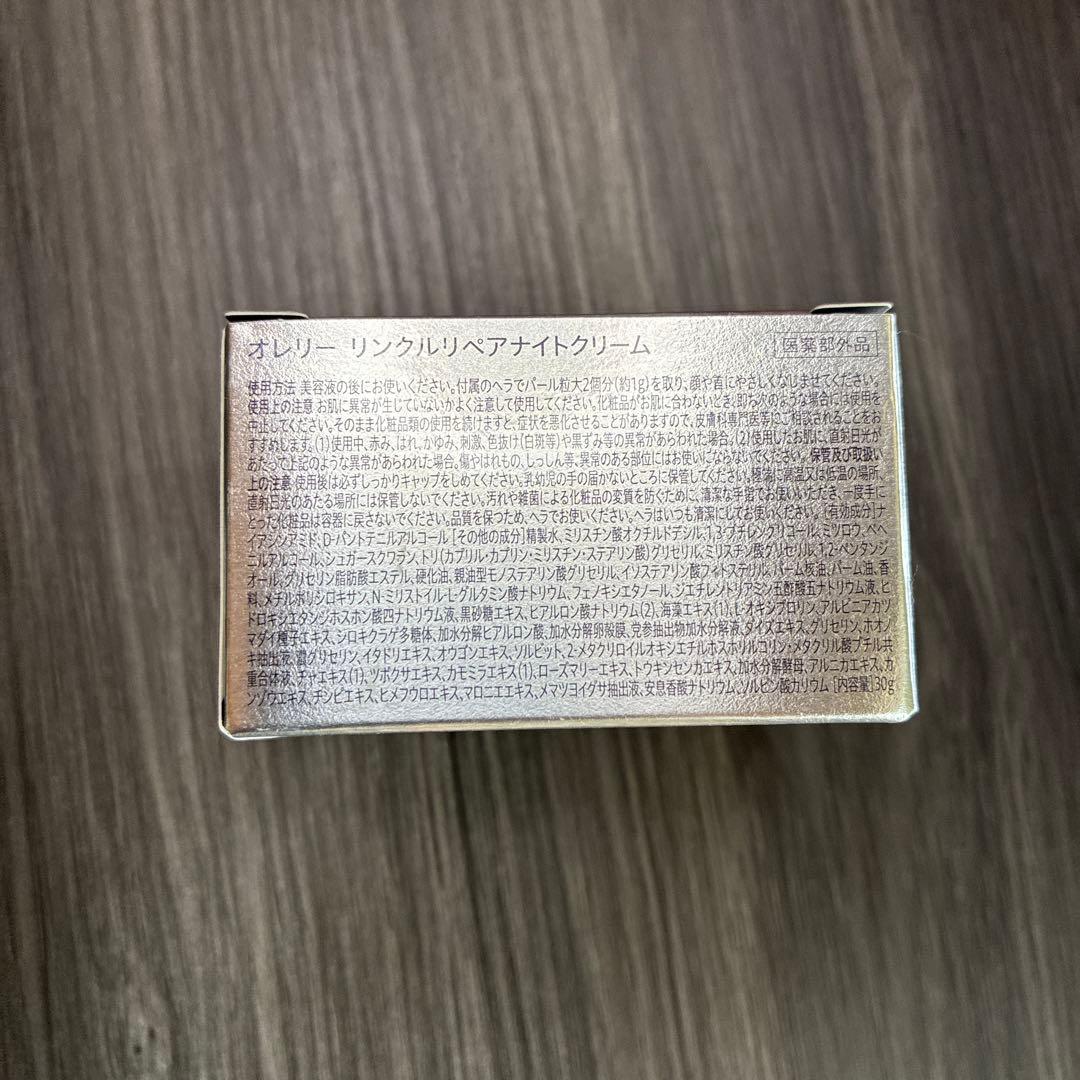 オレリー リンクルリペアナイトクリーム
医薬部外品
使用方法 美容液の後にお使いください。付属のヘラでパール粒大2個分(約1g)を取り、顔や首にやさしくなじませてください。
使用上の注意 お肌に異常が生じていないかよく注意して使用してください。化粧品がお肌に合わないとき、即ち次のような場合には使用を
中止してください。そのまま化粧品類の使用を続けますと、症状を悪化させることがありますので、皮膚科専門医等にご相談されることをお
すすめします。(1)使用中、赤み、はれ、かゆみ、刺激、色抜け(白斑等)や黒ずみ等の異常があらわれた場合。(2)使用したお肌に、直射日光が
あたって上記のような異常があらわれた場合。傷やはれもの、しっしん等、異常のある部位にはお使いにならないでください。保管及び取扱い
上の注意 使用後は必ずしっかりキャップをしめてください。乳幼児の手の届かないところに保管してください。極端に高温又は低温の場所、
直射日光のあたる場所には保管しないでください。汚れや雑菌による化粧品の変質を防ぐために、清潔な手指でお使いいただき、一度手に
とった化粧品は容器に戻さないでください。品質を保つため、ヘラでお使いください。ヘラはいつも清潔にしてお使いください。[有効成分]ナ
イアシンアミド、D-パントテニルアルコール [その他の成分]精製水、ミリスチン酸オクチルドデシル、1,3-ブチレングリコール、ミツロウ、ベヘ
ニルアルコール、シュガースクワラン、トリ(カプリル・カプリン・ミリスチン・ステアリン酸)グリセリル、ミリスチン酸グリセリル、1,2-ペンタンジ
オール、グリセリン脂肪酸エステル、硬化油、親油型モノステアリン酸グリセリル、イソステアリン酸フィトステリル、パーム核油、パーム油、香
料、メチルポリシロキサン、N-ミリストイル-L-グルタミン酸ナトリウム、フェノキシエタノール、ジエチレントリアミン五酢酸五ナトリウム液、ヒ
ドロキシエタンジホスホン酸四ナトリウム液、黒砂糖エキス、ヒアルロン酸ナトリウム(2)、海藻エキス(1)、L-オキシプロリン、アルピニアカツ
マダイ種子エキス、シロキクラゲ多糖体、加水分解ヒアルロン酸、加水分解卵殻膜、党参抽出物加水分解液、ダイズエキス、グリセリン、ホオノ
キ抽出液、濃グリセリン、イタドリエキス、オウゴンエキス、ソルビット、2-メタクリロイルオキシエチルホスホリルコリン・メタクリル酸ブチル共
重合体液、チャエキス(1)、ツボクサエキス、カモミラエキス(1)、ローズマリーエキス、トウキンセンカエキス、加水分解酵母、アルニカエキス、カ
ンゾウエキス、チンピエキス、ヒメフウロエキス、マロニエエキス、メマツヨイグサ抽出液、安息香酸ナトリウム、ソルビン酸カリウム [内容量]30g